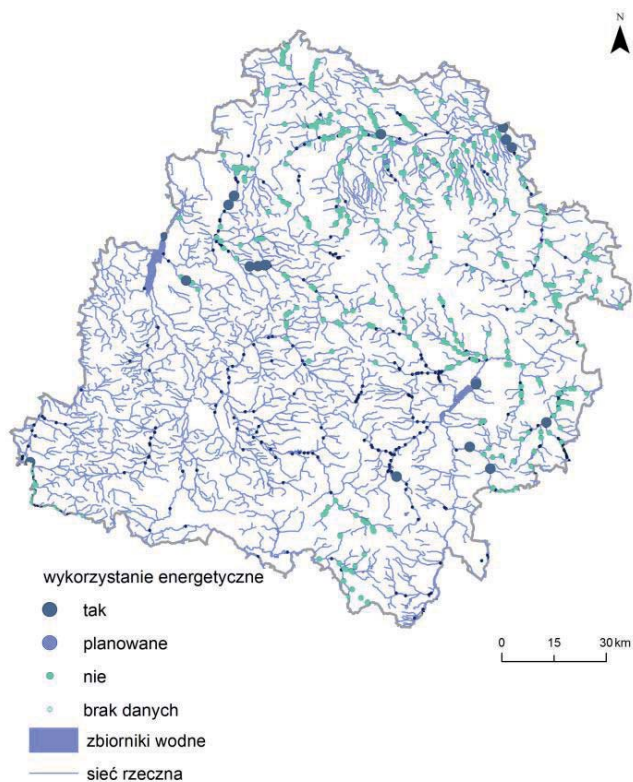 N
wykorzystanie energetyczne
tak
planowane
nie
brak danych
zbiorniki wodne
sieć rzeczna
0 15 30 km